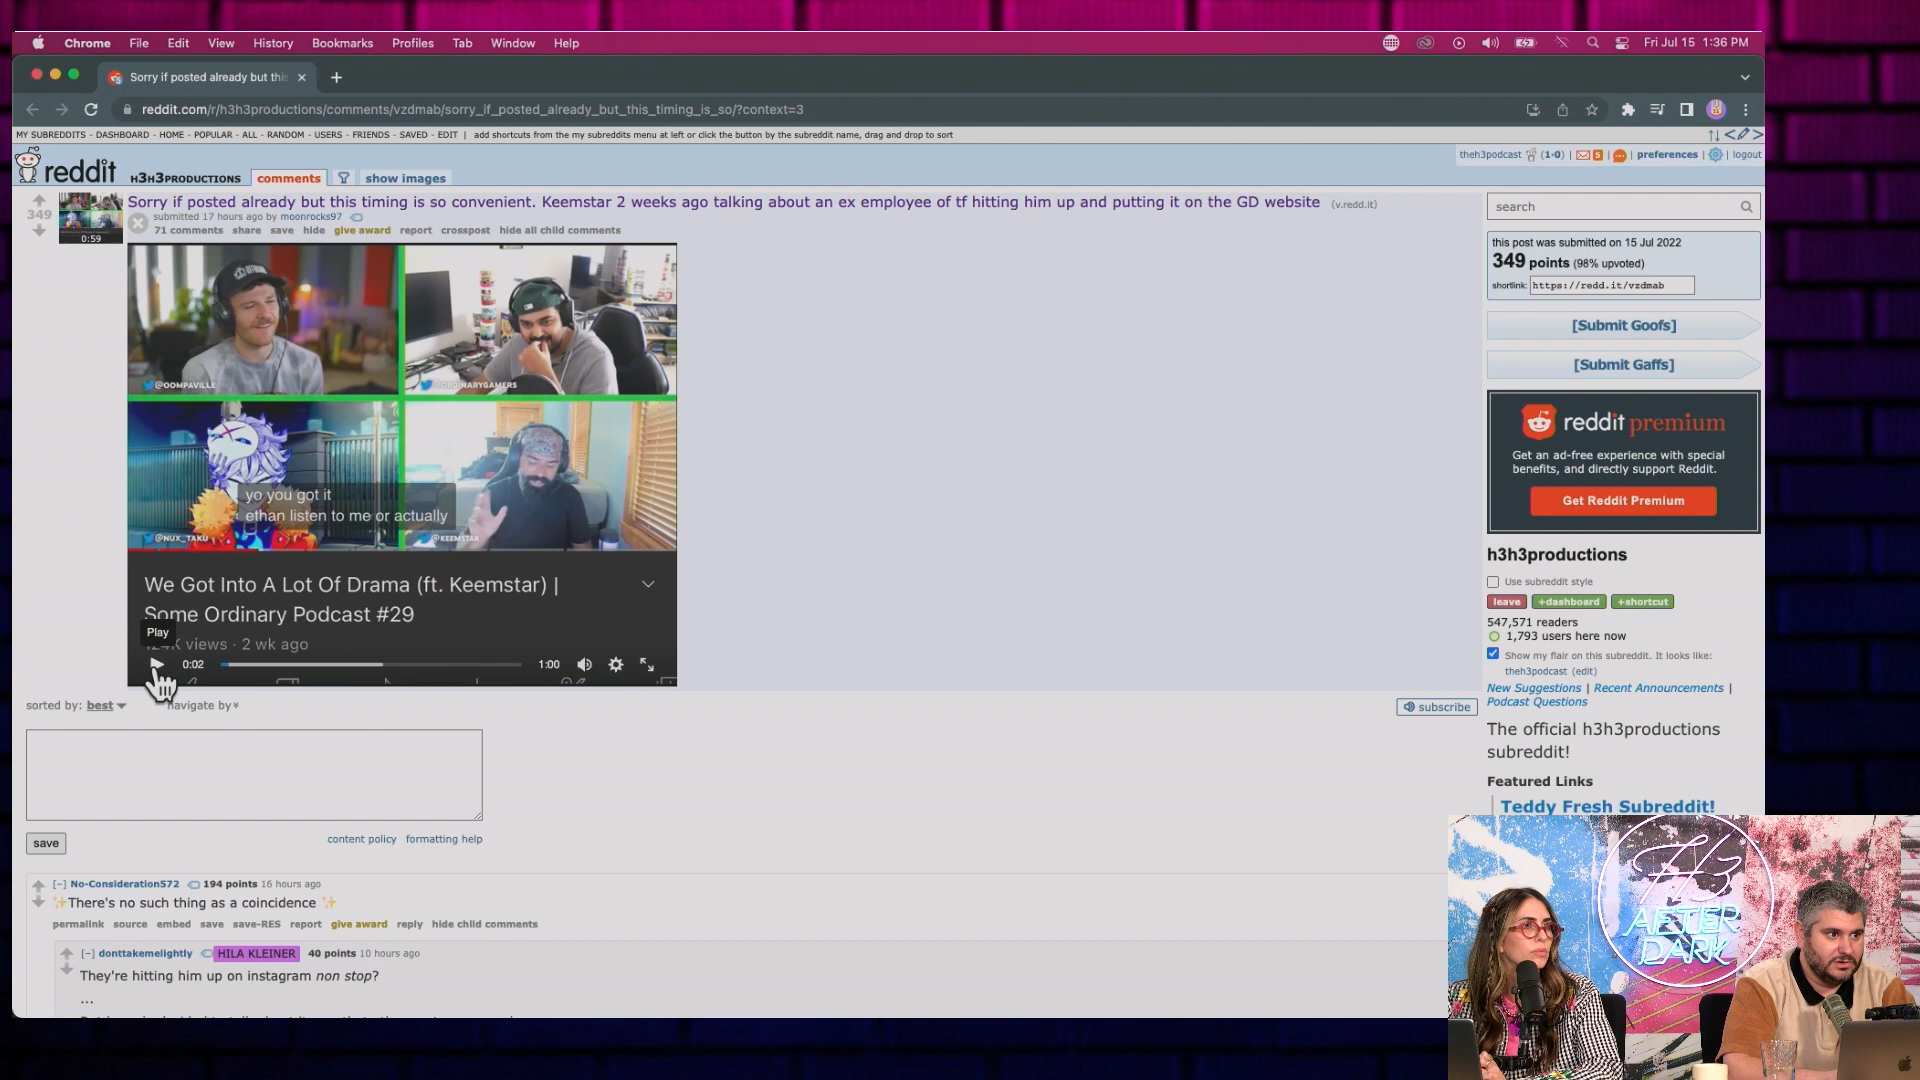 Chrome File Edit View History Bookmarks Profiles Tab Window Help
Fri Jul 15 1:36 PM
Sorry if posted already but this
reddit.com/r/h3h3productions/comments/vzdmab/sorry_if_posted_already_but_this_timing_is_so/?context=3
MY SUBREDDITS - DASHBOARD - HOME - POPULAR - ALL - RANDOM - USERS - FRIENDS - SAVED - EDIT | add shortcuts from the my subreddits menu at left or click the button by the subreddit name, drag and drop to sort
theh3podcast (1·0) | 5 | | preferences | | logout
reddit H3H3PRODUCTIONS comments show images
349
0:59
Sorry if posted already but this timing is so convenient. Keemstar 2 weeks ago talking about an ex employee of tf hitting him up and putting it on the GD website (v.redd.it)
submitted 17 hours ago by moonrocks97
71 comments share save hide give award report crosspost hide all child comments
@OOMPAVILLE
@ORDINARYGAMERS
yo you got it
ethan listen to me or actually
@NUX_TAKU
@KEEMSTAR
We Got Into A Lot Of Drama (ft. Keemstar) |
Some Ordinary Podcast #29
Play
views · 2 wk ago
0:02
1:00
sorted by: best
navigate by
subscribe
content policy formatting help
save
[–] No-Consideration572 194 points 16 hours ago
✨There's no such thing as a coincidence ✨
permalink source embed save save-RES report give award reply hide child comments
[–] donttakemelightly HILA KLEINER 40 points 10 hours ago
They're hitting him up on instagram non stop?
...
search
this post was submitted on 15 Jul 2022
349 points (98% upvoted)
shortlink: https://redd.it/vzdmab
[Submit Goofs]
[Submit Gaffs]
reddit premium
Get an ad-free experience with special
benefits, and directly support Reddit.
Get Reddit Premium
h3h3productions
Use subreddit style
leave +dashboard +shortcut
547,571 readers
1,793 users here now
Show my flair on this subreddit. It looks like:
theh3podcast (edit)
New Suggestions | Recent Announcements |
Podcast Questions
The official h3h3productions
subreddit!
Featured Links
Teddy Fresh Subreddit!
H3
AFTER
DARK